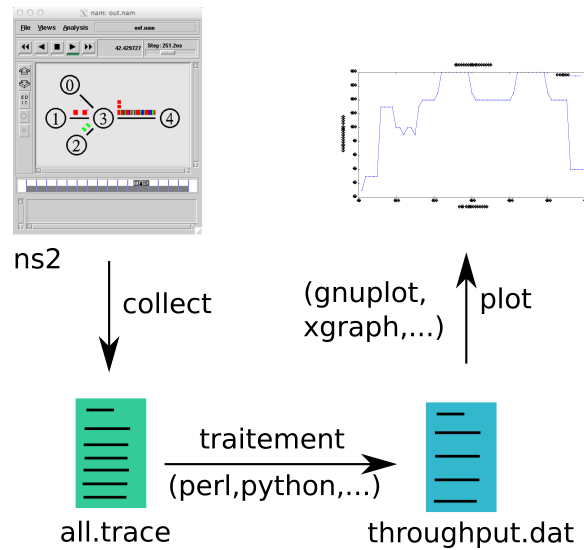 nam: out.nam
File Views Analysis out.nam
42.429727 Step: 251.2ms
0
1 3 4
2
ns2
collect
(gnuplot,
xgraph,...)
plot
traitement
(perl,python,...)
all.trace
throughput.dat